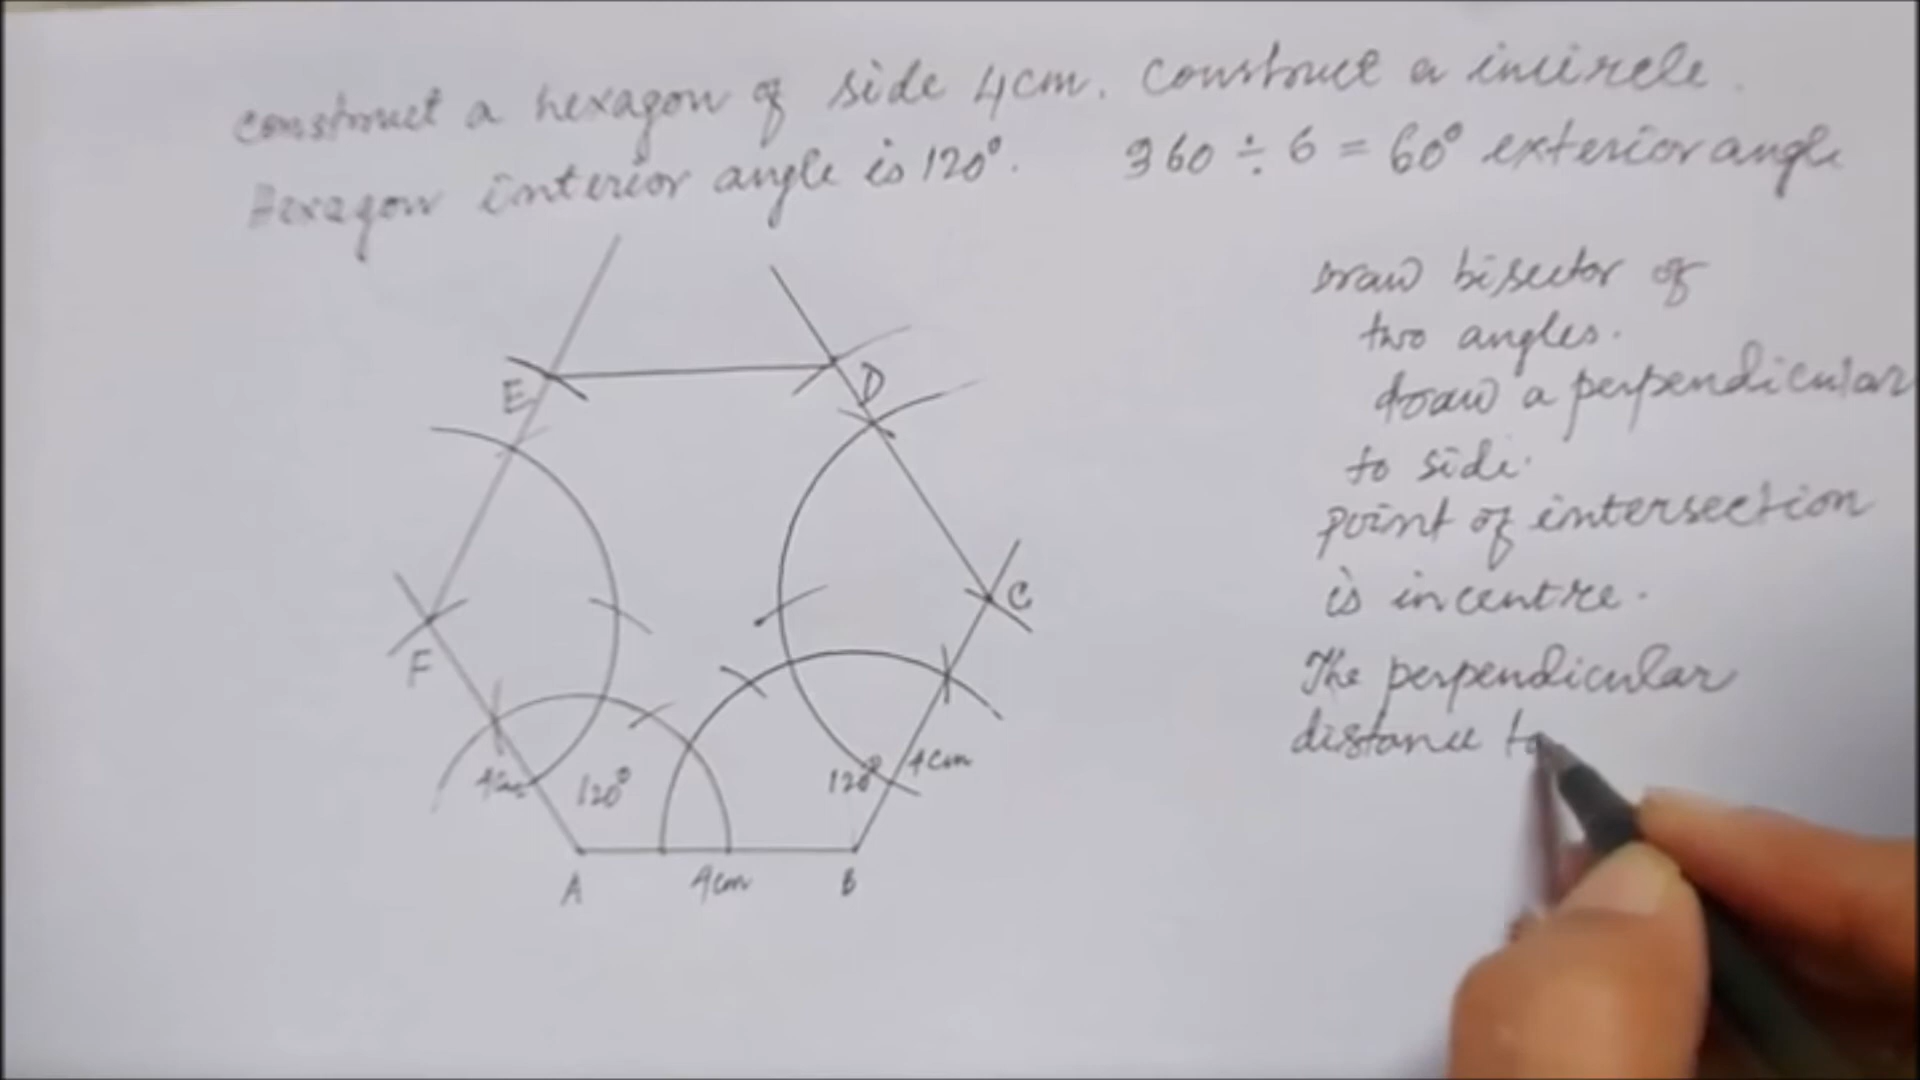 construct a hexagon of side 4cm. Construct a incircle.
Hexagon interior angle is 120°. 360 ÷ 6 = 60° exterior angle
Draw bisector of
two angles.
draw a perpendicular
to side.
point of intersection
is incentre.
The perpendicular
distance to
E
D
C
F
4cm
120°
120°
4cm
A
4cm
B